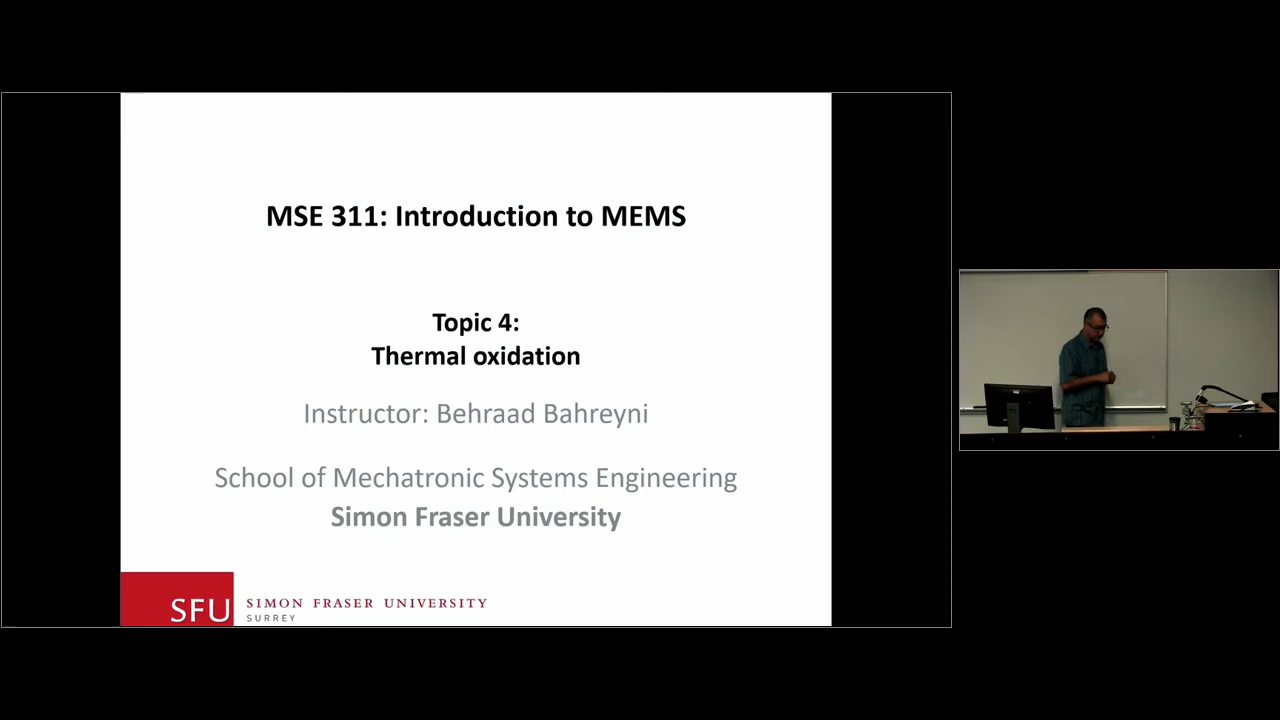 MSE 311: Introduction to MEMS
Topic 4:
Thermal oxidation
Instructor: Behraad Bahreyni
School of Mechatronic Systems Engineering
Simon Fraser University
SFU
SIMON FRASER UNIVERSITY
SURREY